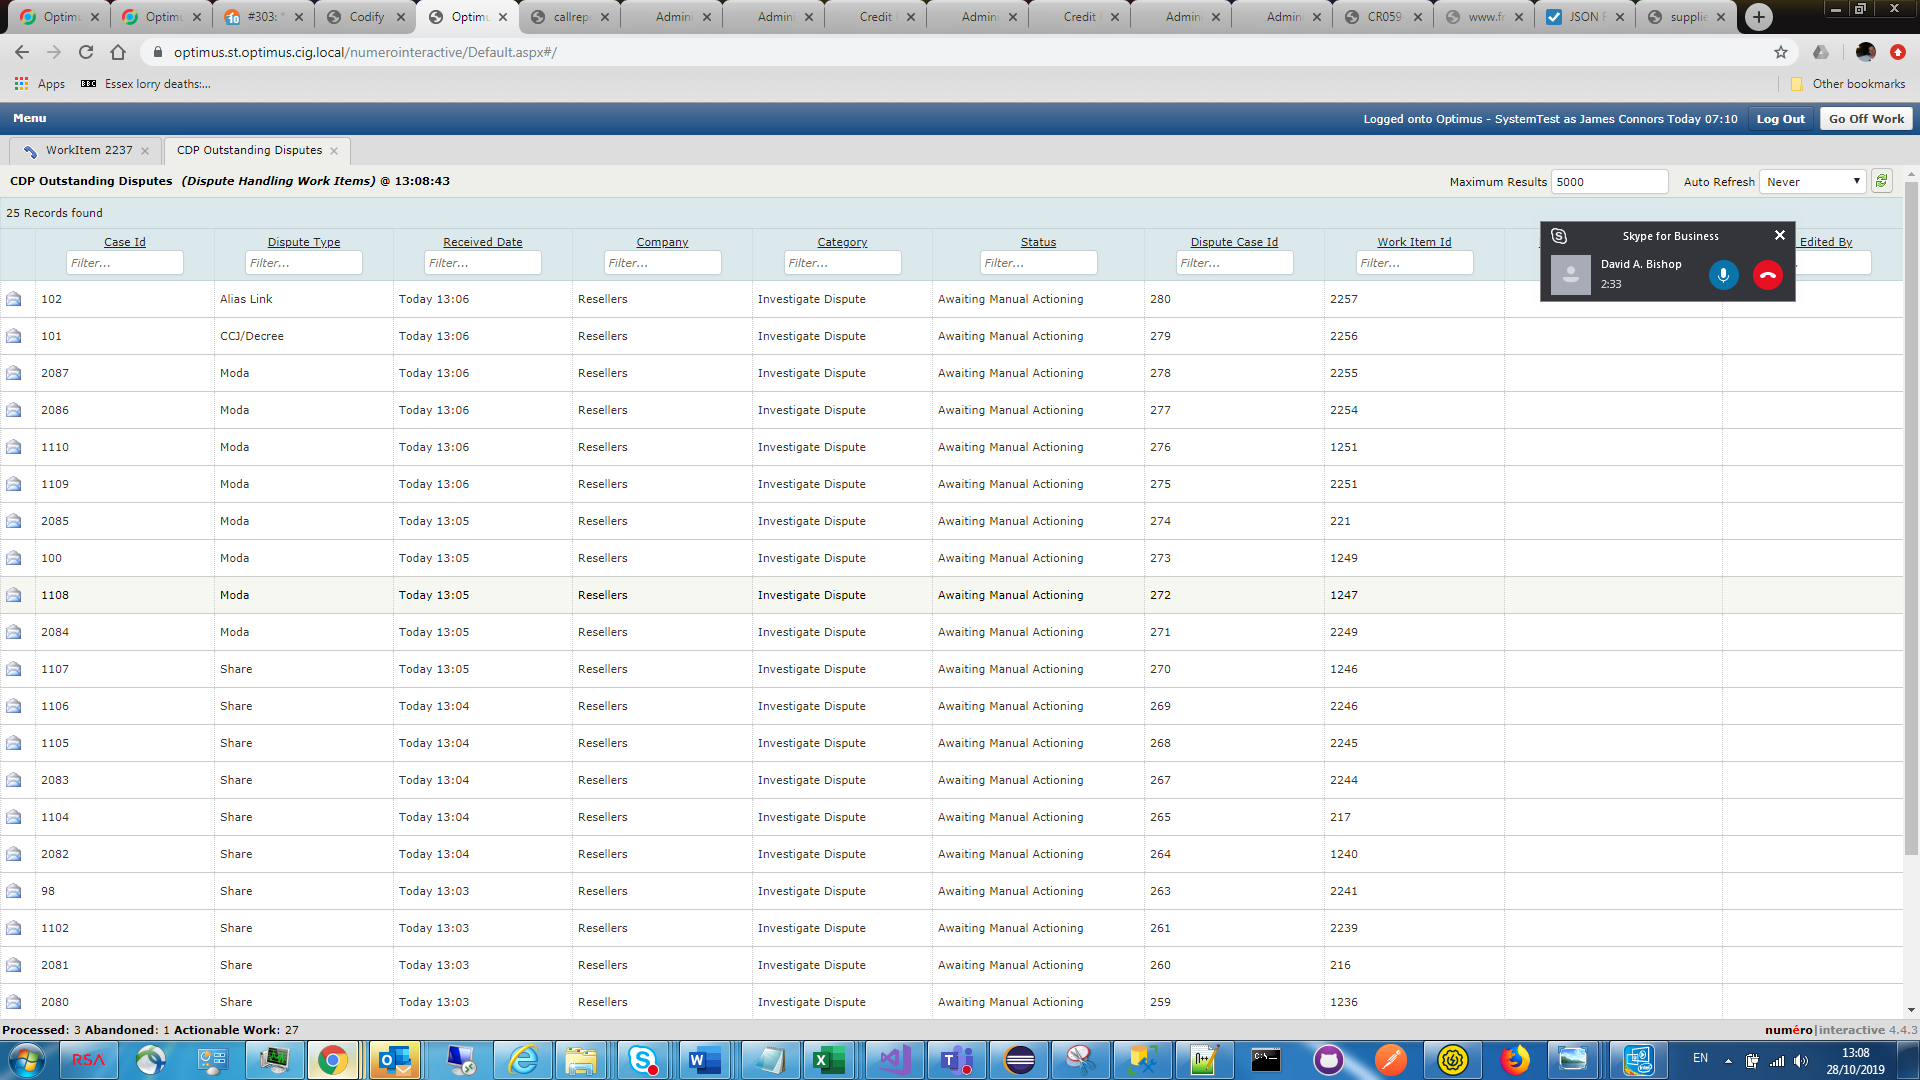 Optimu Optimu #303: " Codify Optimu callrep Admini Admini Credit Admini Credit Admini Admini CR059- www.fr JSON F supplie
optimus.st.optimus.cig.local/numerointeractive/Default.aspx#/
Apps BBC Essex lorry deaths:... Other bookmarks
Menu Logged onto Optimus - SystemTest as James Connors Today 07:10 Log Out Go Off Work
WorkItem 2237 CDP Outstanding Disputes
CDP Outstanding Disputes (Dispute Handling Work Items) @ 13:08:43 Maximum Results 5000 Auto Refresh Never
25 Records found
Case Id Dispute Type Received Date Company Category Status Dispute Case Id Work Item Id Edited By
Filter... Filter... Filter... Filter... Filter... Filter... Filter... Filter...
Skype for Business
David A. Bishop
2:33
102 Alias Link Today 13:06 Resellers Investigate Dispute Awaiting Manual Actioning 280 2257
101 CCJ/Decree Today 13:06 Resellers Investigate Dispute Awaiting Manual Actioning 279 2256
2087 Moda Today 13:06 Resellers Investigate Dispute Awaiting Manual Actioning 278 2255
2086 Moda Today 13:06 Resellers Investigate Dispute Awaiting Manual Actioning 277 2254
1110 Moda Today 13:06 Resellers Investigate Dispute Awaiting Manual Actioning 276 1251
1109 Moda Today 13:06 Resellers Investigate Dispute Awaiting Manual Actioning 275 2251
2085 Moda Today 13:05 Resellers Investigate Dispute Awaiting Manual Actioning 274 221
100 Moda Today 13:05 Resellers Investigate Dispute Awaiting Manual Actioning 273 1249
1108 Moda Today 13:05 Resellers Investigate Dispute Awaiting Manual Actioning 272 1247
2084 Moda Today 13:05 Resellers Investigate Dispute Awaiting Manual Actioning 271 2249
1107 Share Today 13:05 Resellers Investigate Dispute Awaiting Manual Actioning 270 1246
1106 Share Today 13:04 Resellers Investigate Dispute Awaiting Manual Actioning 269 2246
1105 Share Today 13:04 Resellers Investigate Dispute Awaiting Manual Actioning 268 2245
2083 Share Today 13:04 Resellers Investigate Dispute Awaiting Manual Actioning 267 2244
1104 Share Today 13:04 Resellers Investigate Dispute Awaiting Manual Actioning 265 217
2082 Share Today 13:04 Resellers Investigate Dispute Awaiting Manual Actioning 264 1240
98 Share Today 13:03 Resellers Investigate Dispute Awaiting Manual Actioning 263 2241
1102 Share Today 13:03 Resellers Investigate Dispute Awaiting Manual Actioning 261 2239
2081 Share Today 13:03 Resellers Investigate Dispute Awaiting Manual Actioning 260 216
2080 Share Today 13:03 Resellers Investigate Dispute Awaiting Manual Actioning 259 1236
Processed: 3 Abandoned: 1 Actionable Work: 27 numéro|interactive 4.4.3
RSA EN 13:08
28/10/2019